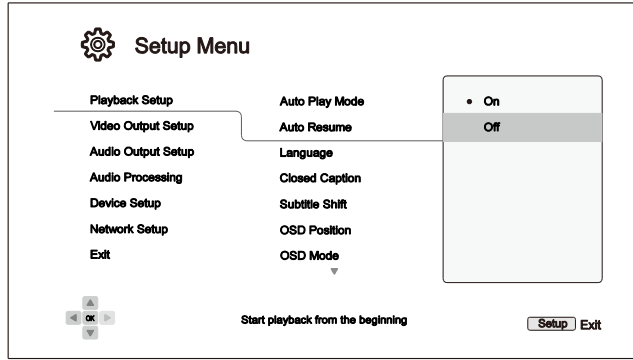 Setup Menu
Playback Setup
Video Output Setup
Audio Output Setup
Audio Processing
Device Setup
Network Setup
Exit
Auto Play Mode
Auto Resume
Language
Closed Caption
Subtitle Shift
OSD Position
OSD Mode
• On
Off
OK
Start playback from the beginning
Setup Exit